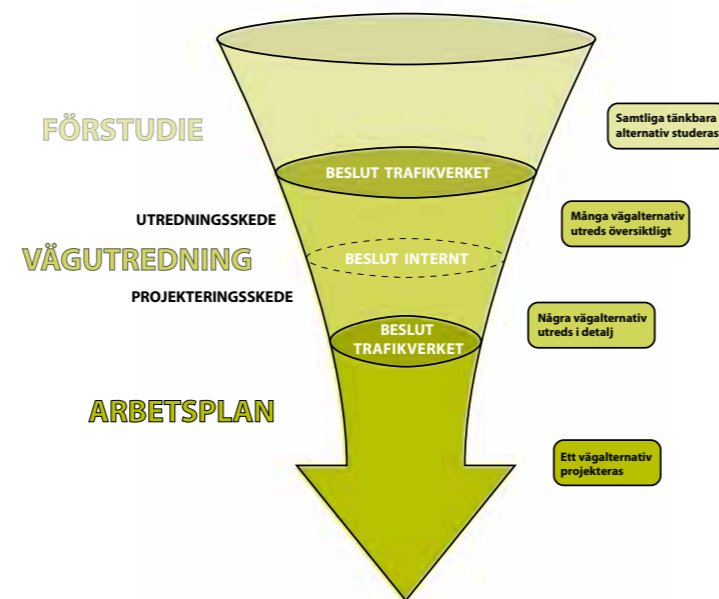 FÖRSTUDIE
Samtliga tänkbara
alternativ studeras
BESLUT TRAFIKVERKET
UTREDNINGSSKEDE
Många vägalternativ
utreds översiktligt
VÄGUTREDNING
BESLUT INTERNT
PROJEKTERINGSSKEDE
Några vägalternativ
utreds i detalj
BESLUT
TRAFIKVERKET
ARBETSPLAN
Ett vägalternativ
projekteras